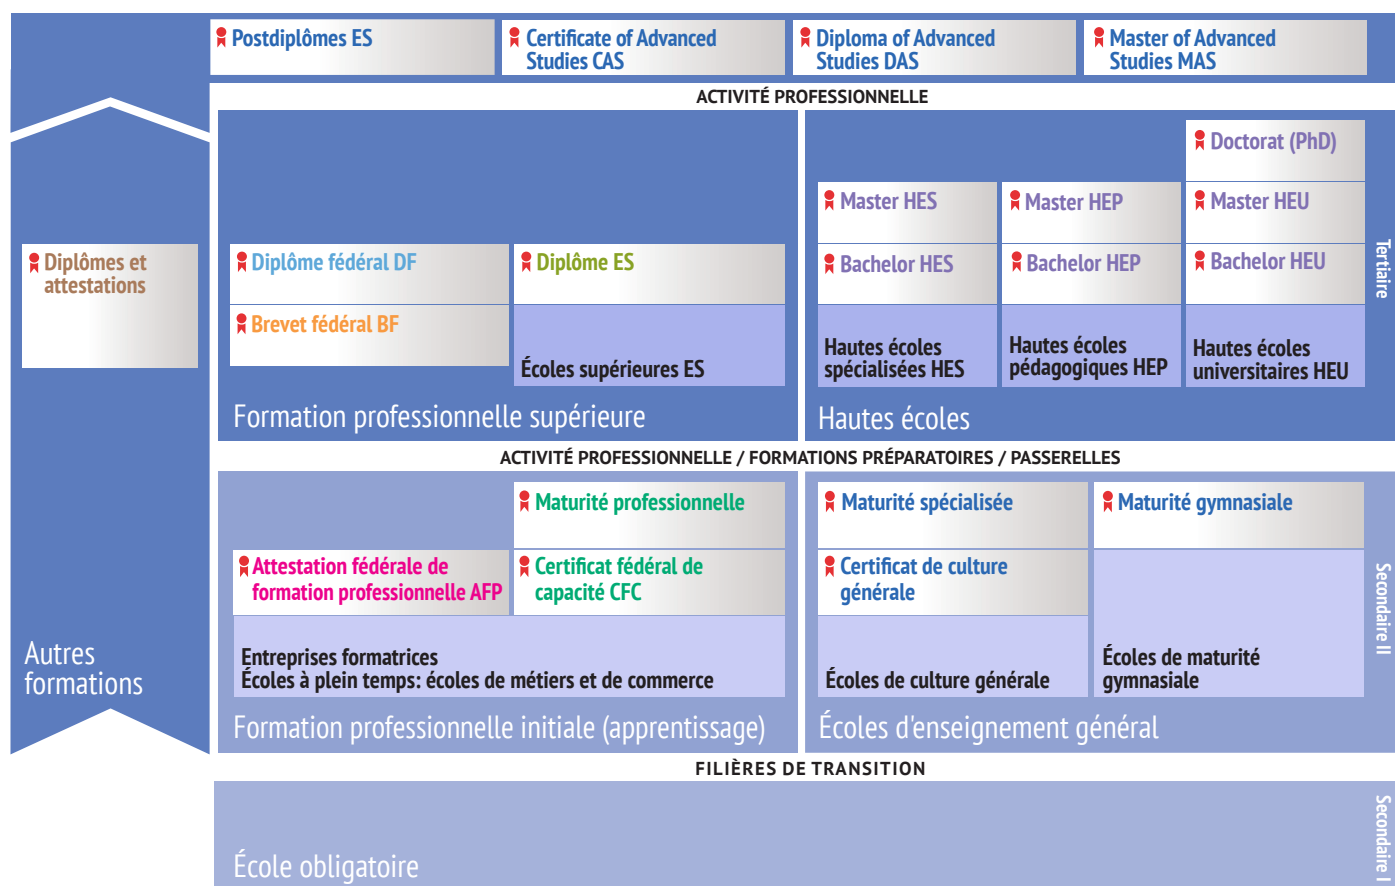 Postdiplômes ES
Certificate of Advanced
Studies CAS
Diploma of Advanced
Studies DAS
Master of Advanced
Studies MAS
ACTIVITÉ PROFESSIONNELLE
Diplômes et
attestations
Autres
formations
Diplôme fédéral DF
Brevet fédéral BF
Diplôme ES
Écoles supérieures ES
Formation professionnelle supérieure
Master HES
Bachelor HES
Hautes écoles
spécialisées HES
Master HEP
Bachelor HEP
Hautes écoles
pédagogiques HEP
Doctorat (PhD)
Master HEU
Bachelor HEU
Hautes écoles
universitaires HEU
Hautes écoles
Tertiaire
ACTIVITÉ PROFESSIONNELLE / FORMATIONS PRÉPARATOIRES / PASSERELLES
Attestation fédérale de
formation professionnelle AFP
Maturité professionnelle
Certificat fédéral de
capacité CFC
Entreprises formatrices
Écoles à plein temps: écoles de métiers et de commerce
Formation professionnelle initiale (apprentissage)
Maturité spécialisée
Certificat de culture
générale
Écoles de culture générale
Maturité gymnasiale
Écoles de maturité
gymnasiale
Écoles d'enseignement général
Secondaire II
FILIÈRES DE TRANSITION
École obligatoire
Secondaire I